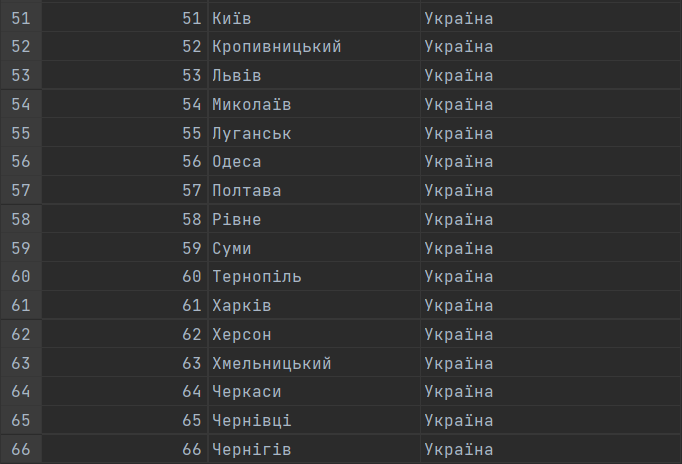 51 51 Київ Україна
52 52 Кропивницький Україна
53 53 Львів Україна
54 54 Миколаїв Україна
55 55 Луганськ Україна
56 56 Одеса Україна
57 57 Полтава Україна
58 58 Рівне Україна
59 59 Суми Україна
60 60 Тернопіль Україна
61 61 Харків Україна
62 62 Херсон Україна
63 63 Хмельницький Україна
64 64 Черкаси Україна
65 65 Чернівці Україна
66 66 Чернігів Україна